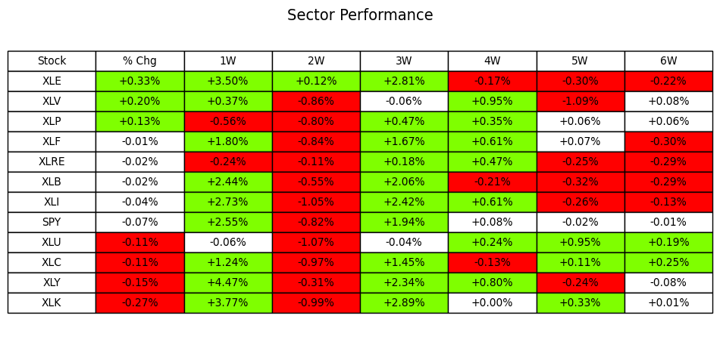 Sector Performance
Stock % Chg 1W 2W 3W 4W 5W 6W
XLE +0.33% +3.50% +0.12% +2.81% -0.17% -0.30% -0.22%
XLV +0.20% +0.37% -0.86% -0.06% +0.95% -1.09% +0.08%
XLP +0.13% -0.56% -0.80% +0.47% +0.35% +0.06% +0.06%
XLF -0.01% +1.80% -0.84% +1.67% +0.61% +0.07% -0.30%
XLRE -0.02% -0.24% -0.11% +0.18% +0.47% -0.25% -0.29%
XLB -0.02% +2.44% -0.55% +2.06% -0.21% -0.32% -0.29%
XLI -0.04% +2.73% -1.05% +2.42% +0.61% -0.26% -0.13%
SPY -0.07% +2.55% -0.82% +1.94% +0.08% -0.02% -0.01%
XLU -0.11% -0.06% -1.07% -0.04% +0.24% +0.95% +0.19%
XLC -0.11% +1.24% -0.97% +1.45% -0.13% +0.11% +0.25%
XLY -0.15% +4.47% -0.31% +2.34% +0.80% -0.24% -0.08%
XLK -0.27% +3.77% -0.99% +2.89% +0.00% +0.33% +0.01%